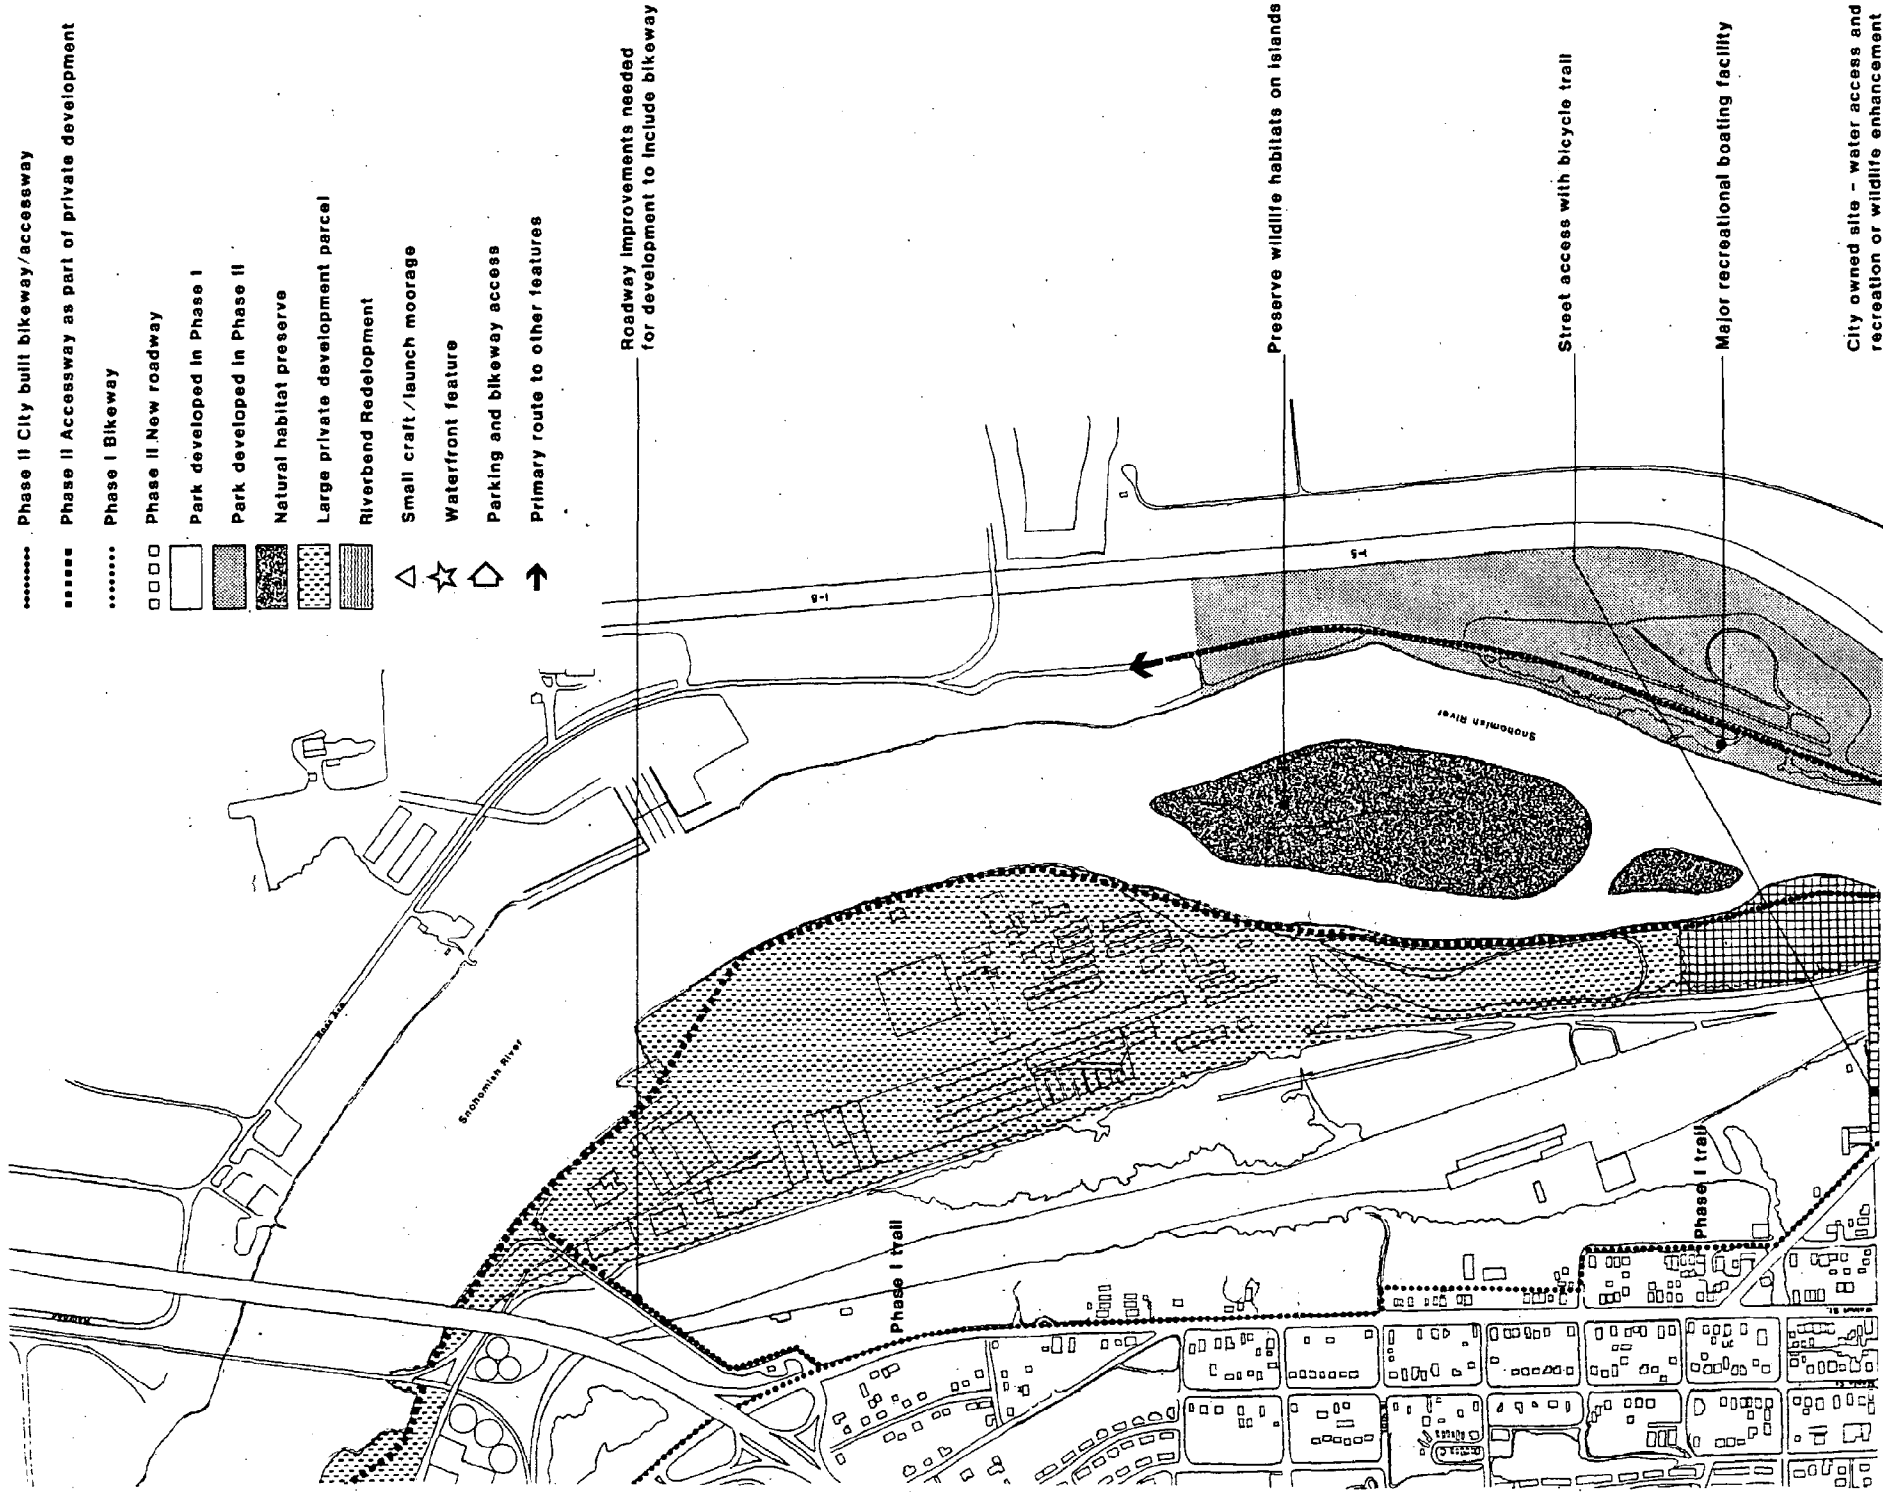 Phase II City built bikeway/accessway
Phase II Accessway as part of private development
Phase I Bikeway
Phase II New roadway
Park developed in Phase I
Park developed in Phase II
Natural habitat preserve
Large private development parcel
Riverbend Redelopment
Small craft/launch moorage
Waterfront feature
Parking and bikeway access
Primary route to other features
Roadway improvements needed
for development to include bikeway
Preserve wildlife habitats on islands
Street access with bicycle trail
Major recreational boating facility
City owned site - water access and
recreation or wildlife enhancement
I-5
I-5
Snohomish River
Snohomish River
Ross Ave
Phase I trail
Phase I trail
Walnut St.